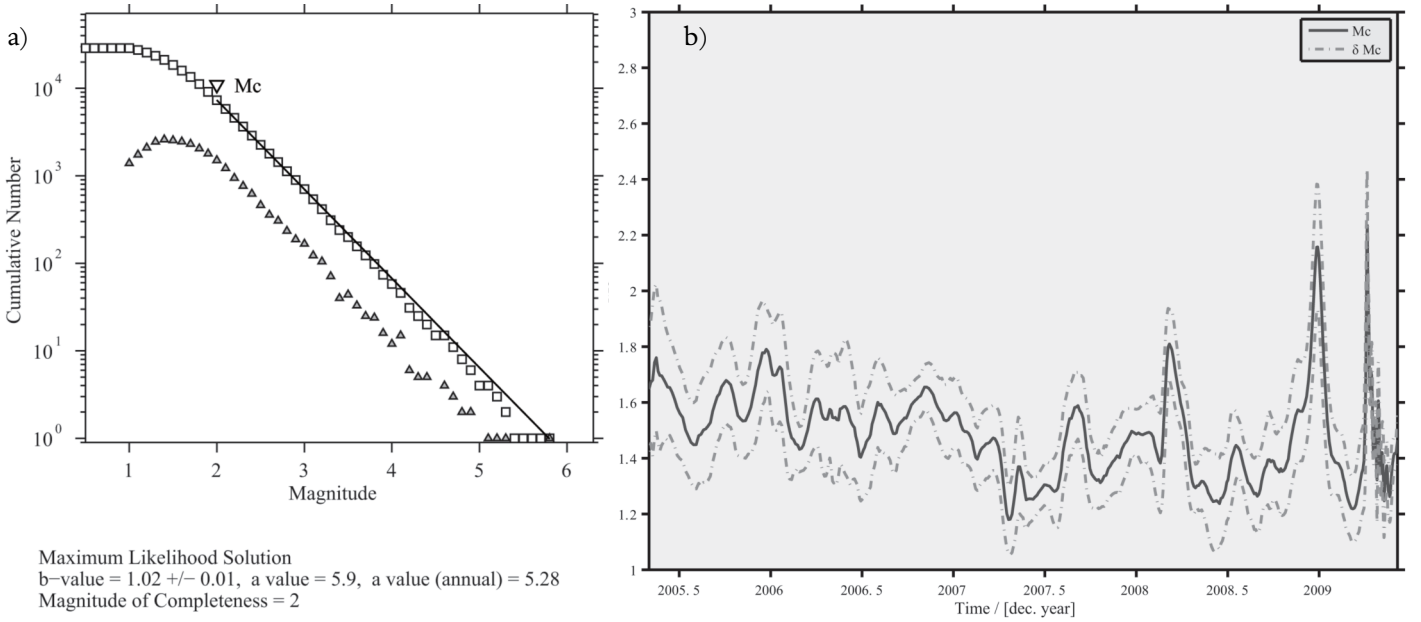 a)
Mc
10^4
10^3
10^2
10^1
10^0
Cumulative Number
1 2 3 4 5 6
Magnitude
Maximum Likelihood Solution
b−value = 1.02 +/− 0.01, a value = 5.9, a value (annual) = 5.28
Magnitude of Completeness = 2
b)
Mc
δ Mc
3
2.8
2.6
2.4
2.2
2
1.8
1.6
1.4
1.2
1
2005. 5 2006 2006.5 2007 2007.5 2008 2008.5 2009
Time / [dec. year]